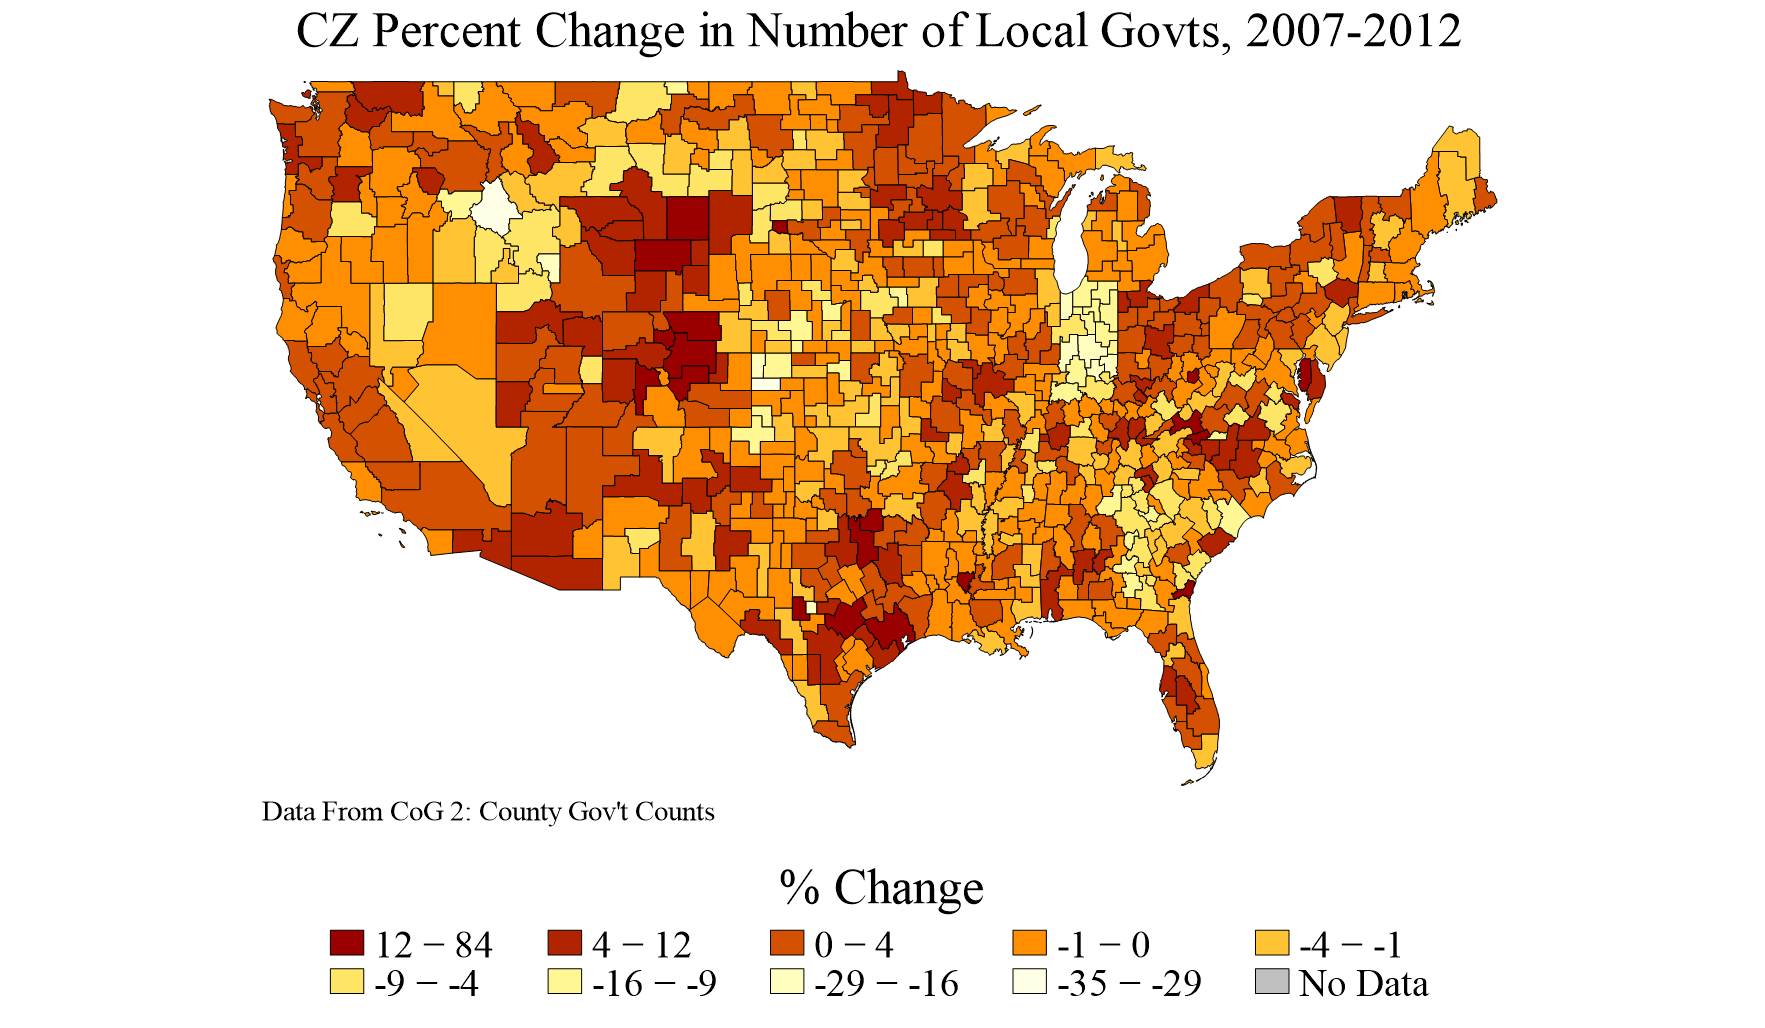 CZ Percent Change in Number of Local Govts, 2007-2012
Data From CoG 2: County Gov't Counts
% Change
12 − 84 4 − 12 0 − 4 -1 − 0 -4 − -1
-9 − -4 -16 − -9 -29 − -16 -35 − -29 No Data